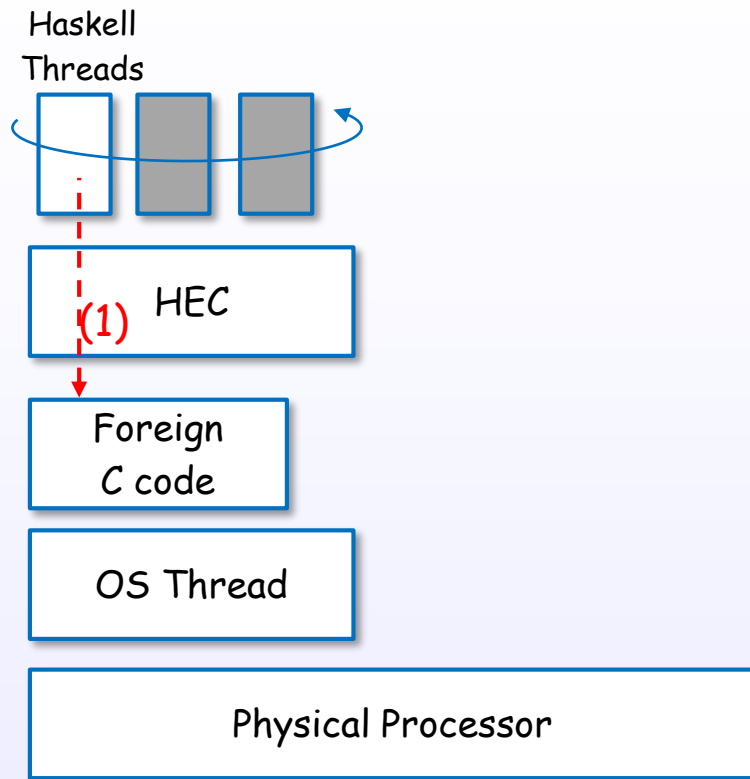 Haskell
Threads
HEC
(1)
Foreign
C code
OS Thread
Physical Processor